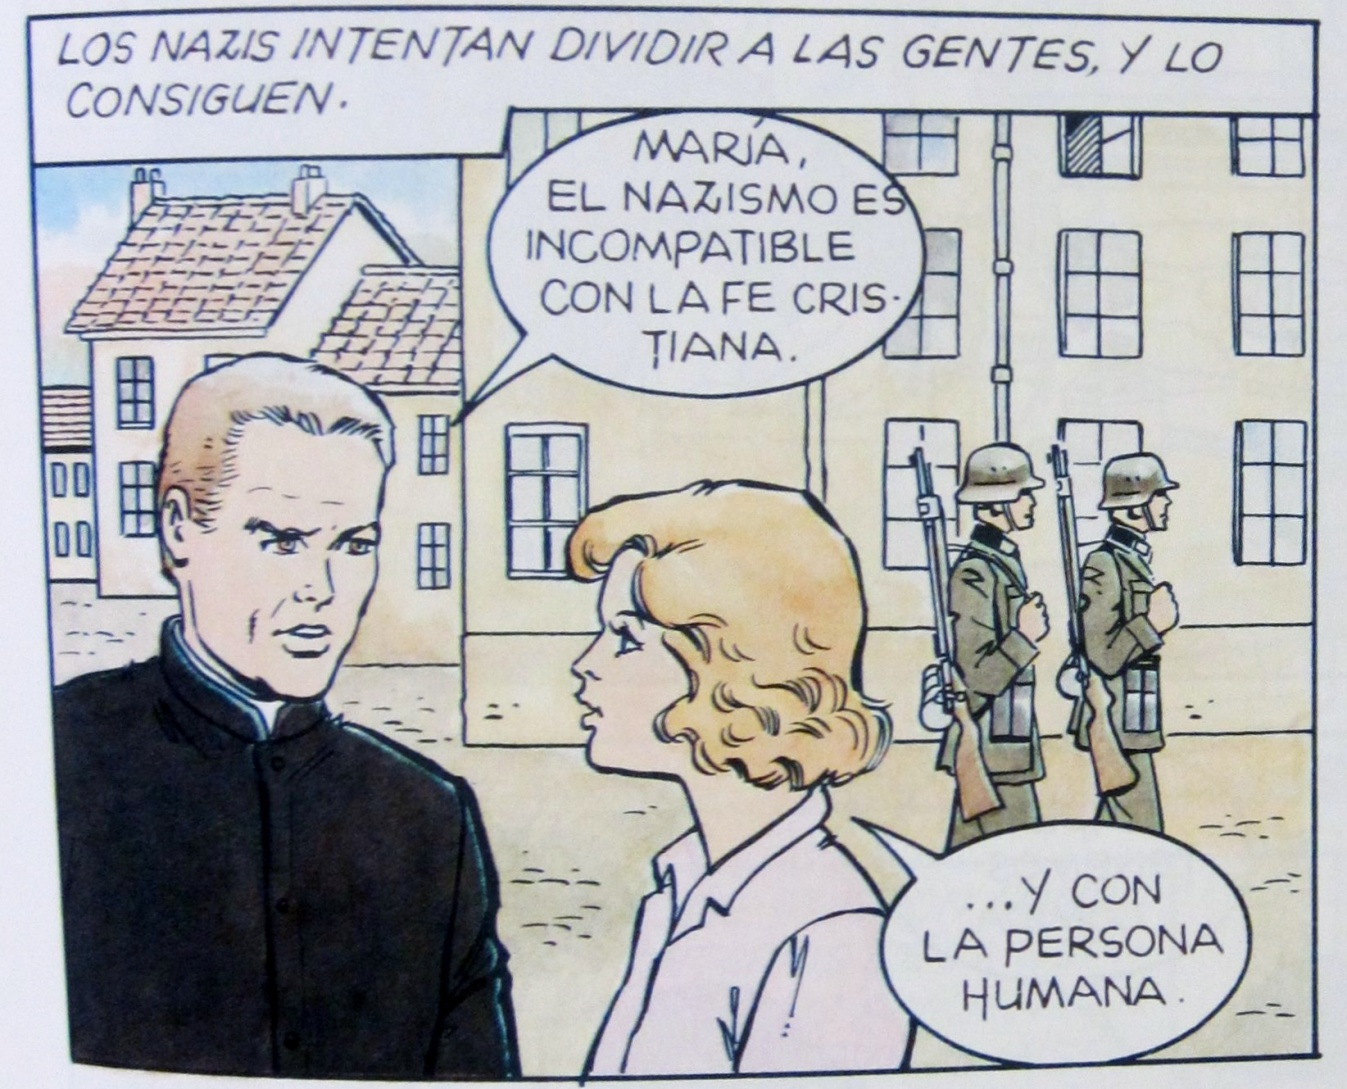 LOS NAZIS INTENTAN DIVIDIR A LAS GENTES, Y LO
CONSIGUEN.
MARÍA,
EL NAZISMO ES
INCOMPATIBLE
CON LA FE CRIS-
TIANA.
...Y CON
LA PERSONA
HUMANA.